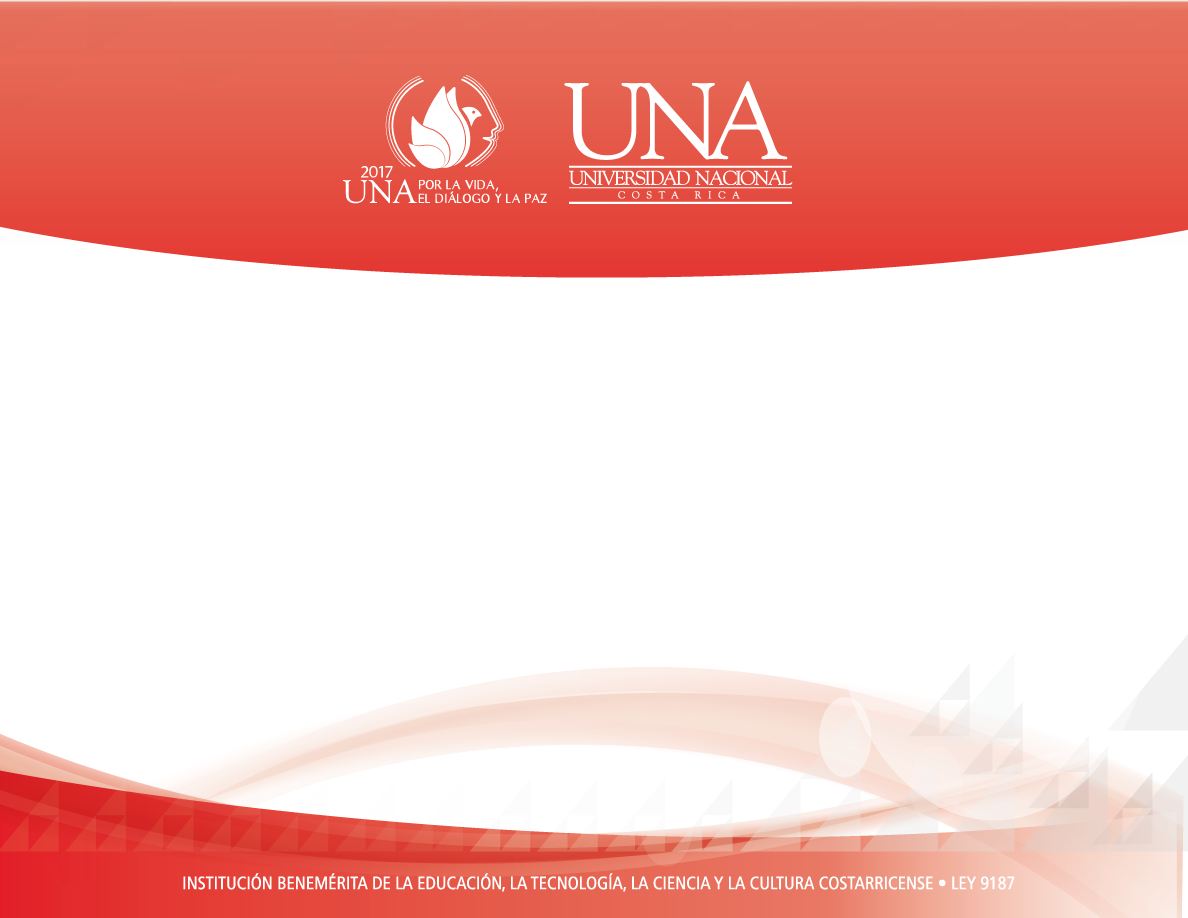 2017
UNA POR LA VIDA,
EL DIÁLOGO Y LA PAZ
UNA
UNIVERSIDAD NACIONAL
COSTA RICA
INSTITUCIÓN BENEMÉRITA DE LA EDUCACIÓN, LA TECNOLOGÍA, LA CIENCIA Y LA CULTURA COSTARRICENSE • LEY 9187